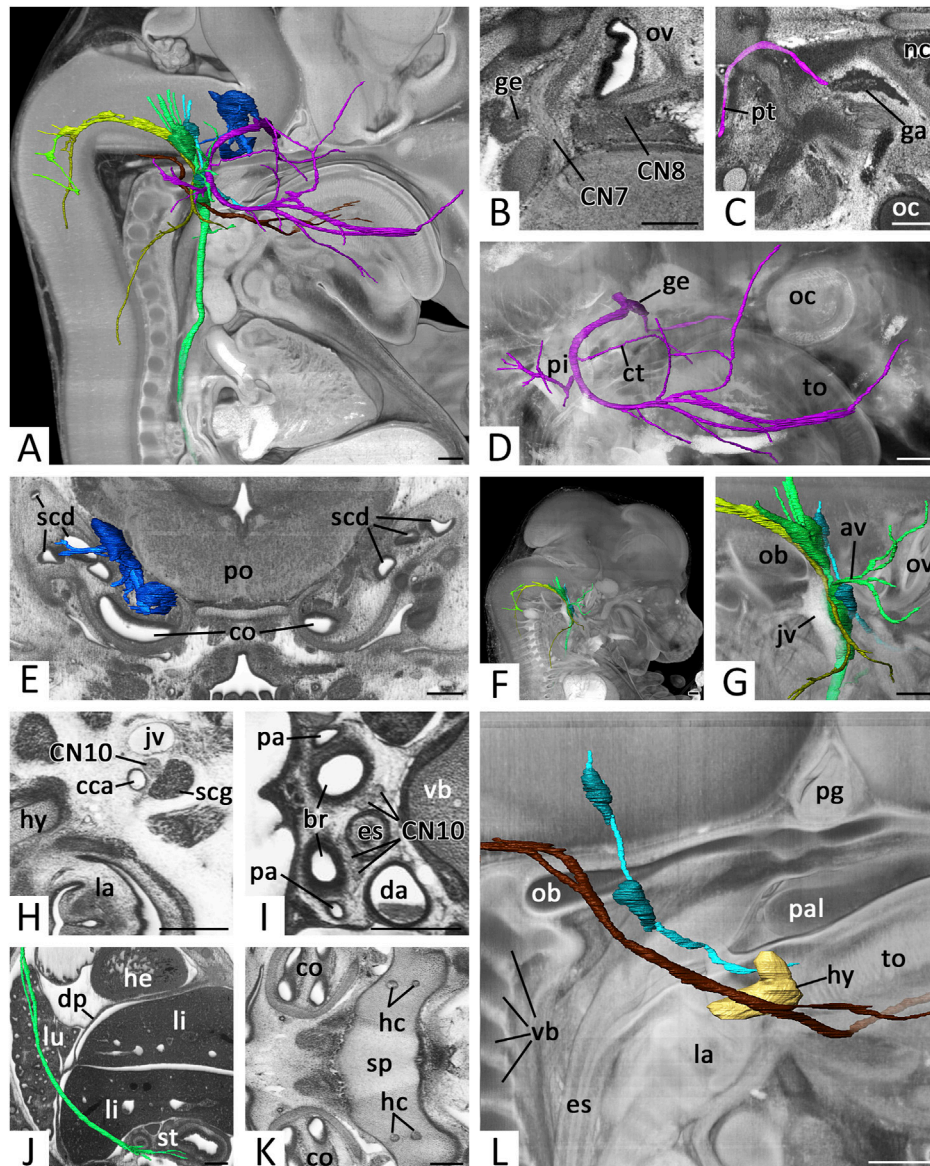 A
ov
ge
CN8
CN7
B
nc
pt
ga
oc
C
ge
oc
pi
ct
to
D
scd
scd
po
co
E
F
av
ob
ov
jv
G
jv
CN10
cca
scg
hy
la
H
pa
vb
br
es
CN10
pa
da
I
he
dp
lu
li
li
st
J
co
hc
sp
hc
co
K
pg
ob
pal
hy
to
vb
la
es
L